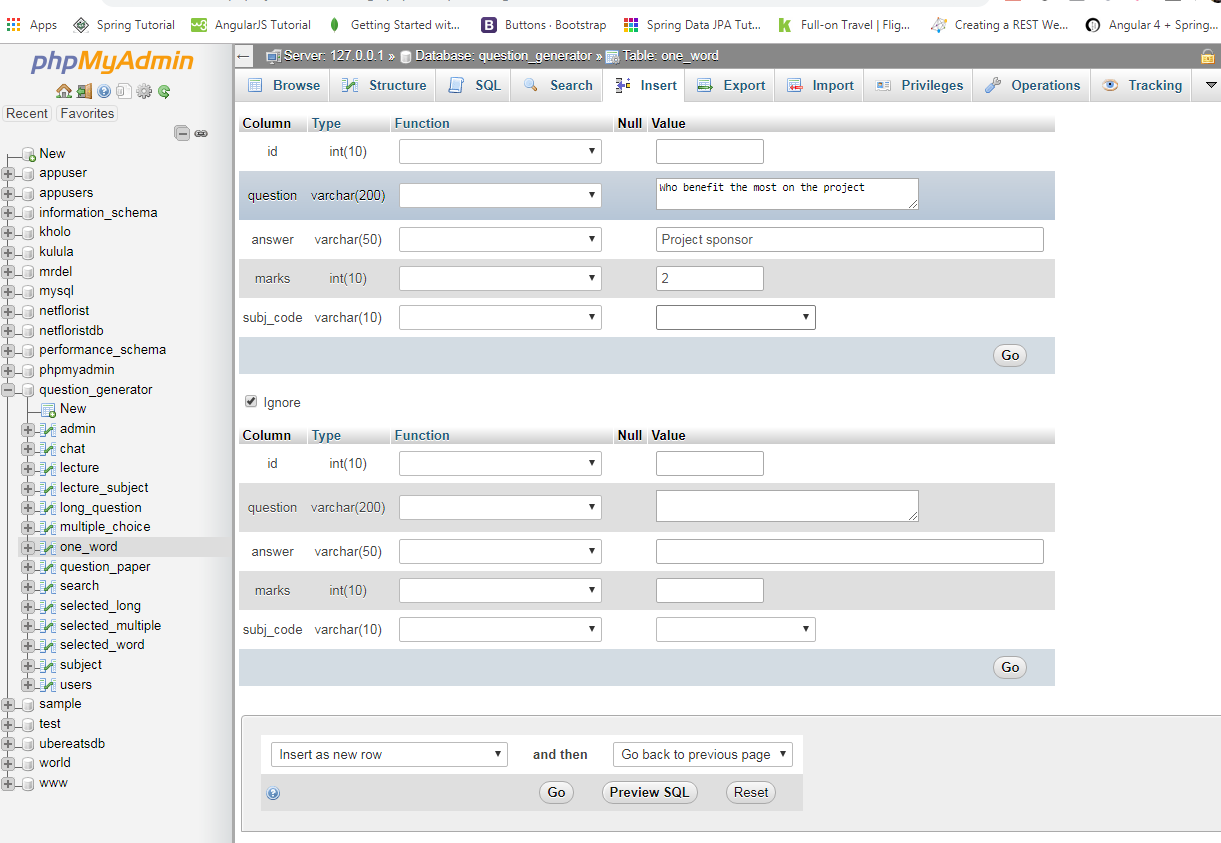 Apps Spring Tutorial AngularJS Tutorial Getting Started wit... Buttons · Bootstrap Spring Data JPA Tut... Full-on Travel | Flig... Creating a REST We... Angular 4 + Spring...
phpMyAdmin
Recent Favorites
New
appuser
appusers
information_schema
kholo
kulula
mrdel
mysql
netflorist
netfloristdb
performance_schema
phpmyadmin
question_generator
New
admin
chat
lecture
lecture_subject
long_question
multiple_choice
one_word
question_paper
search
selected_long
selected_multiple
selected_word
subject
users
sample
test
ubereatsdb
world
www
Server: 127.0.0.1 » Database: question_generator » Table: one_word
Browse Structure SQL Search Insert Export Import Privileges Operations Tracking
Column Type Function Null Value
id int(10)
question varchar(200) Who benefit the most on the project
answer varchar(50) Project sponsor
marks int(10) 2
subj_code varchar(10)
Go
Ignore
Column Type Function Null Value
id int(10)
question varchar(200)
answer varchar(50)
marks int(10)
subj_code varchar(10)
Go
Insert as new row and then Go back to previous page
Go Preview SQL Reset